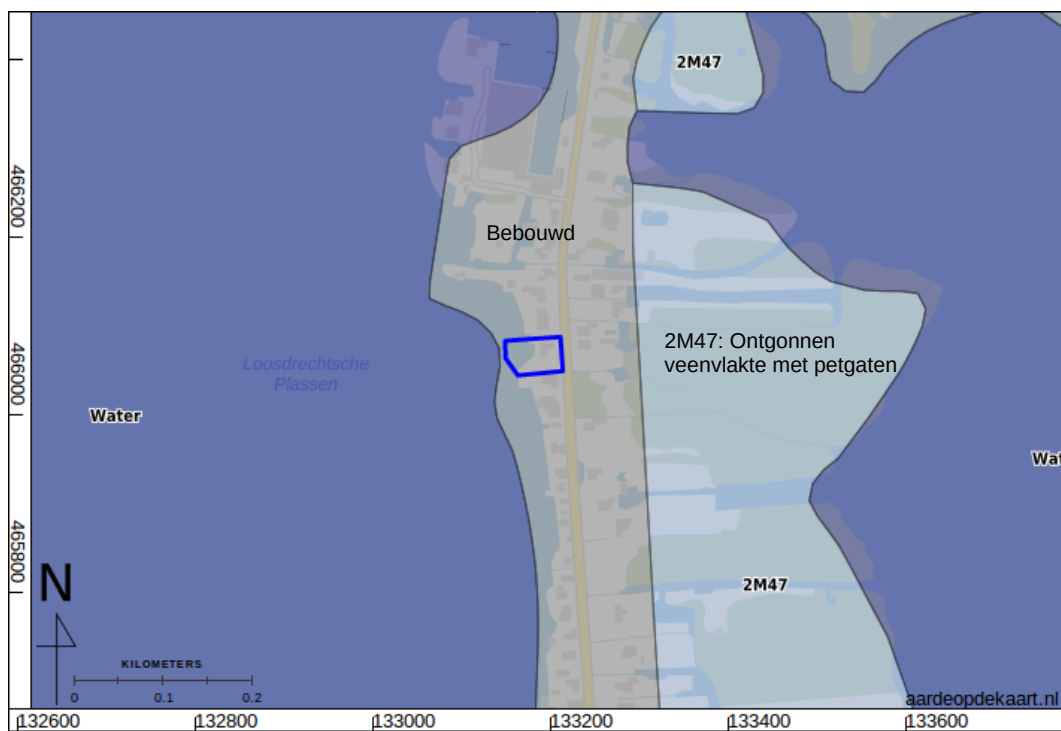 2M47
466200
Bebouwd
2M47: Ontgonnen
veenvlakte met petgaten
Loosdrechtsche
Plassen
466000
Water
Wat
465800
N
2M47
KILOMETERS
0 0.1 0.2
aardeopdekaart.nl
132600 132800 133000 133200 133400 133600